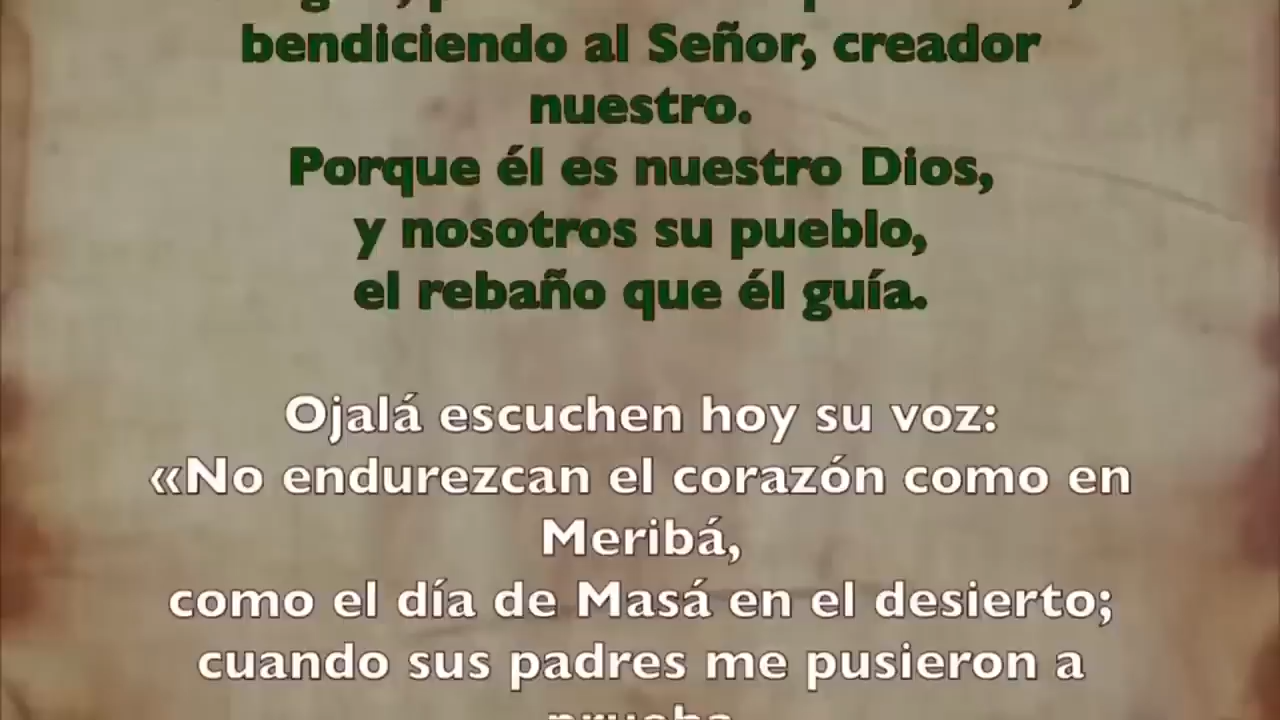 bendiciendo al Señor, creador
nuestro.
Porque él es nuestro Dios,
y nosotros su pueblo,
el rebaño que él guía.
Ojalá escuchen hoy su voz:
«No endurezcan el corazón como en
Meribá,
como el día de Masá en el desierto;
cuando sus padres me pusieron a
prueba